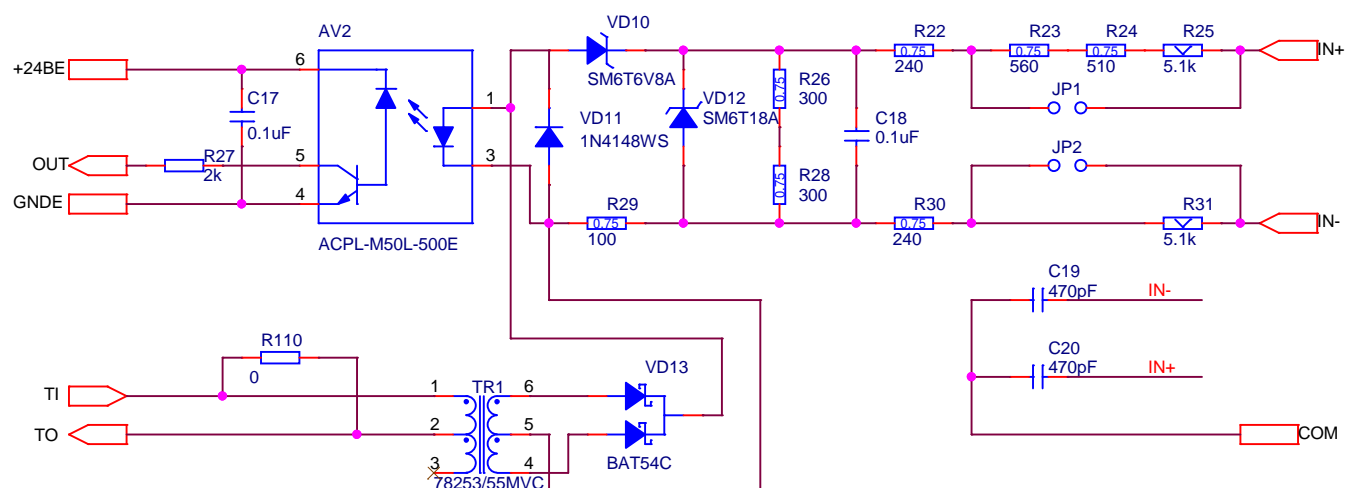 AV2
+24BE
6
C17
0.1uF
1
OUT
R27
2k
5
3
GNDE
4
ACPL-M50L-500E
VD10
SM6T6V8A
VD11
1N4148WS
VD12
SM6T18A
R26
0.75
300
R28
0.75
300
C18
0.1uF
R29
0.75
100
R22
0.75
240
R23
0.75
560
R24
0.75
510
R25
5.1k
IN+
JP1
JP2
R30
0.75
240
R31
5.1k
IN-
C19
470pF
IN-
C20
470pF
IN+
COM
R110
0
TI
TO
1
2
3
TR1
6
5
4
78253/55MVC
VD13
BAT54C